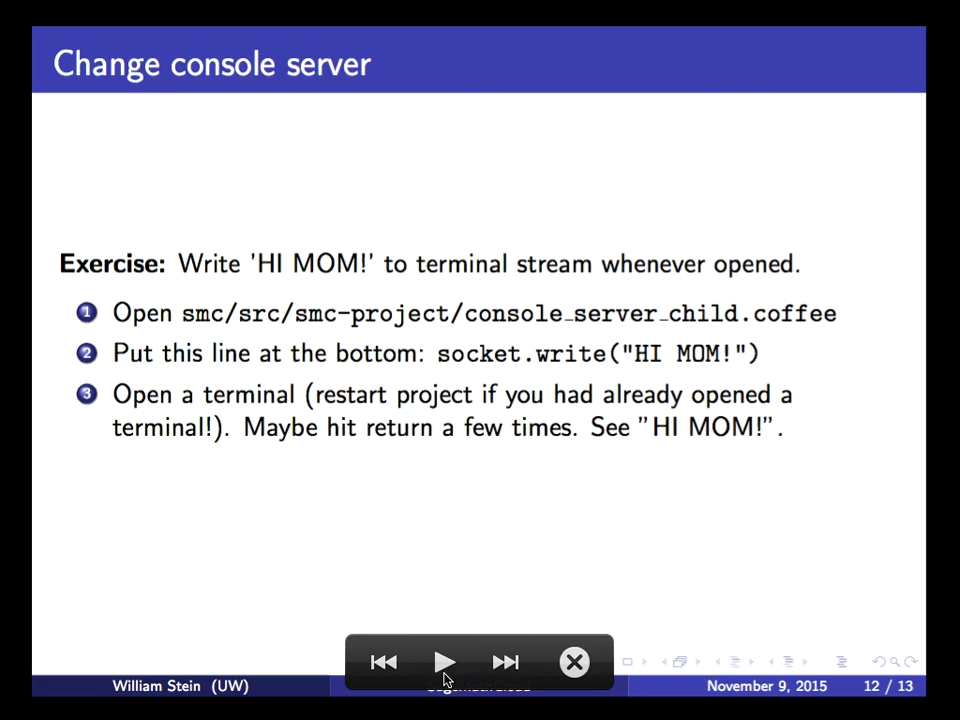 Change console server
Exercise: Write 'HI MOM!' to terminal stream whenever opened.
1 Open smc/src/smc-project/console_server_child.coffee
2 Put this line at the bottom: socket.write("HI MOM!")
3 Open a terminal (restart project if you had already opened a
terminal!). Maybe hit return a few times. See "HI MOM!".
William Stein (UW)
November 9, 2015
12 / 13